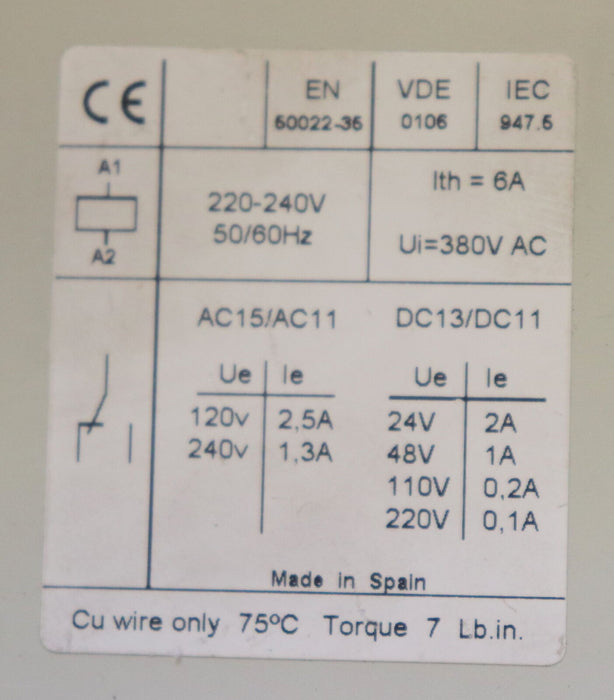 CE
EN
60022-36
VDE
0106
IEC
947.5
A1
A2
220-240V
50/60Hz
Ith = 6A
Ui=380V AC
AC15/AC11
Ue Ie
120v 2,5A
240v 1,3A
DC13/DC11
Ue Ie
24V 2A
48V 1A
110V 0,2A
220V 0,1A
Made in Spain
Cu wire only 75ºC Torque 7 Lb.in.